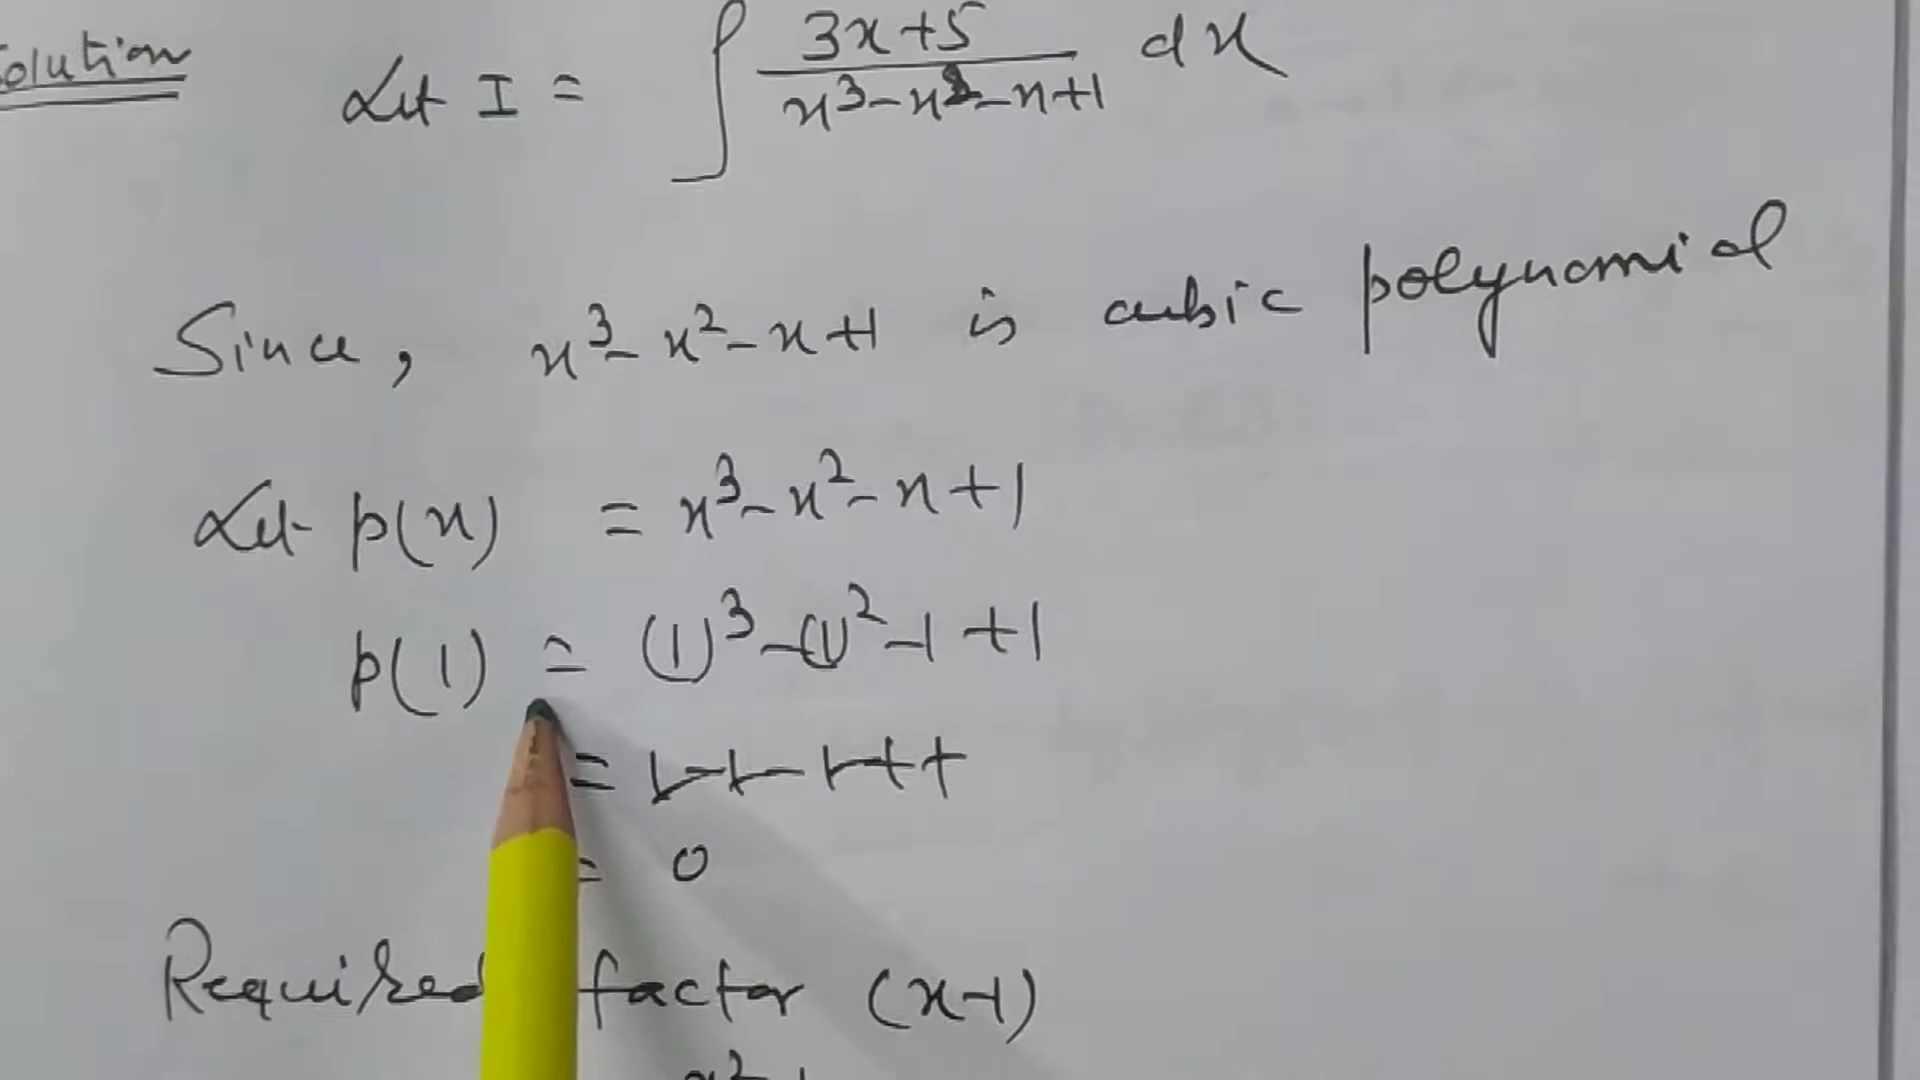 Solution Let I = ∫ 3x+5 / x³-x²-x+1 dx
Since, x³-x²-x+1 is cubic polynomial
Let p(x) = x³-x²-x+1
p(1) = (1)³-(1)²-1+1
= 1-1-1+1
= 0
Required factor (x-1)